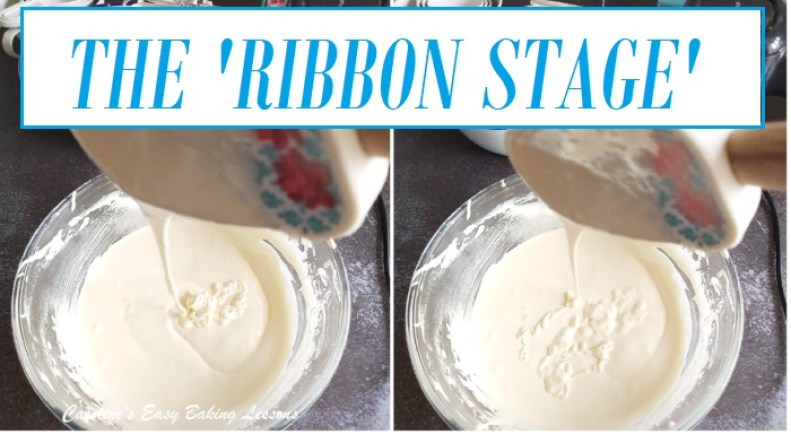 THE 'RIBBON STAGE'
Caroline's Easy Baking Lessons